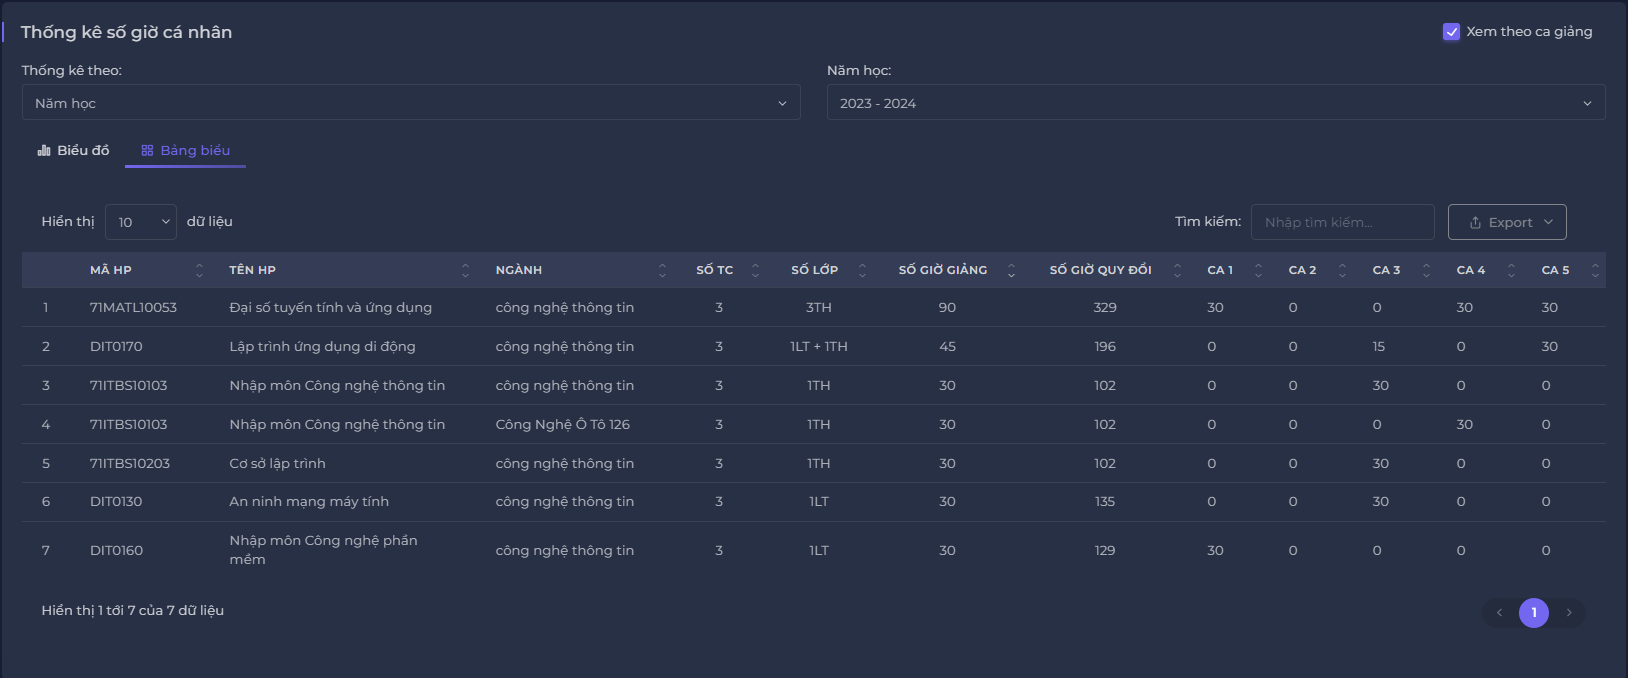 Thống kê số giờ cá nhân
Xem theo ca giảng
Thống kê theo: Năm học:
Năm học 2023 - 2024
Biểu đồ Bảng biểu
Hiển thị 10 dữ liệu Tìm kiếm: Nhập tìm kiếm... Export
MÃ HP TÊN HP NGÀNH SỐ TC SỐ LỚP SỐ GIỜ GIẢNG SỐ GIỜ QUY ĐỔI CA 1 CA 2 CA 3 CA 4 CA 5
1 71MATL10053 Đại số tuyến tính và ứng dụng công nghệ thông tin 3 3TH 90 329 30 0 0 30 30
2 DIT0170 Lập trình ứng dụng di động công nghệ thông tin 3 1LT + 1TH 45 196 0 0 15 0 30
3 71ITBS10103 Nhập môn Công nghệ thông tin công nghệ thông tin 3 1TH 30 102 0 0 30 0 0
4 71ITBS10103 Nhập môn Công nghệ thông tin Công Nghệ Ô Tô 126 3 1TH 30 102 0 0 0 30 0
5 71ITBS10203 Cơ sở lập trình công nghệ thông tin 3 1TH 30 102 0 0 30 0 0
6 DIT0130 An ninh mạng máy tính công nghệ thông tin 3 1LT 30 135 0 0 30 0 0
7 DIT0160 Nhập môn Công nghệ phần
mềm công nghệ thông tin 3 1LT 30 129 30 0 0 0 0
Hiển thị 1 tới 7 của 7 dữ liệu
1